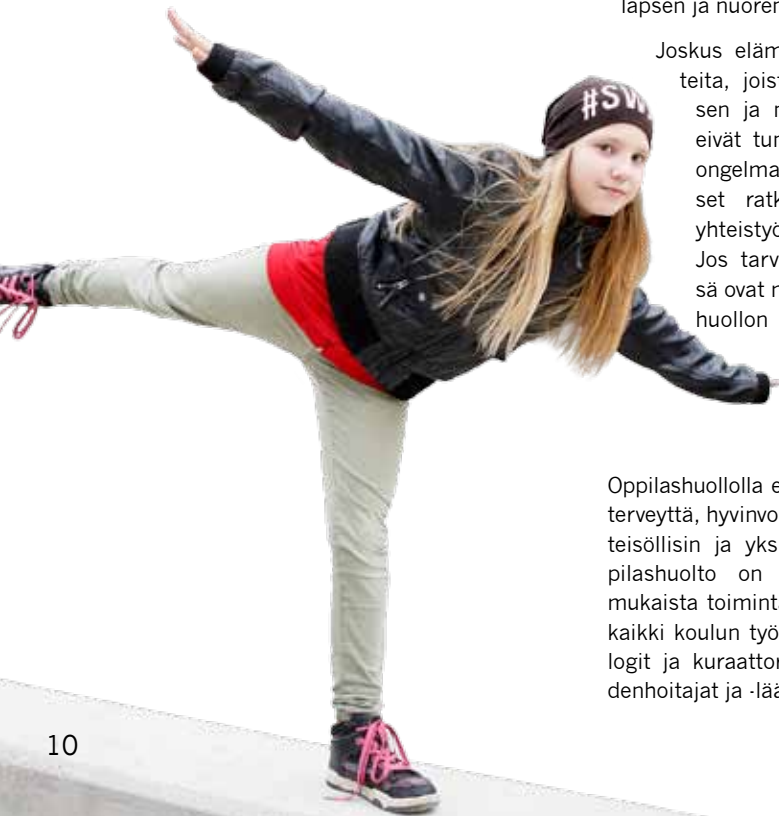 lapsen ja nuoren
Joskus eläm
teita, joist
sen ja
eivät tur
ongelma
set ratk
yhteistyö
Jos tarv
sä ovat
huollon
#SW
Oppilashuollolla e
terveyttä, hyvinvo
teisöllisin ja yks
pilashuolto on
mukaista toiminta
kaikki koulun työ
logit ja kuraattor
denhoitajat ja -lää
10